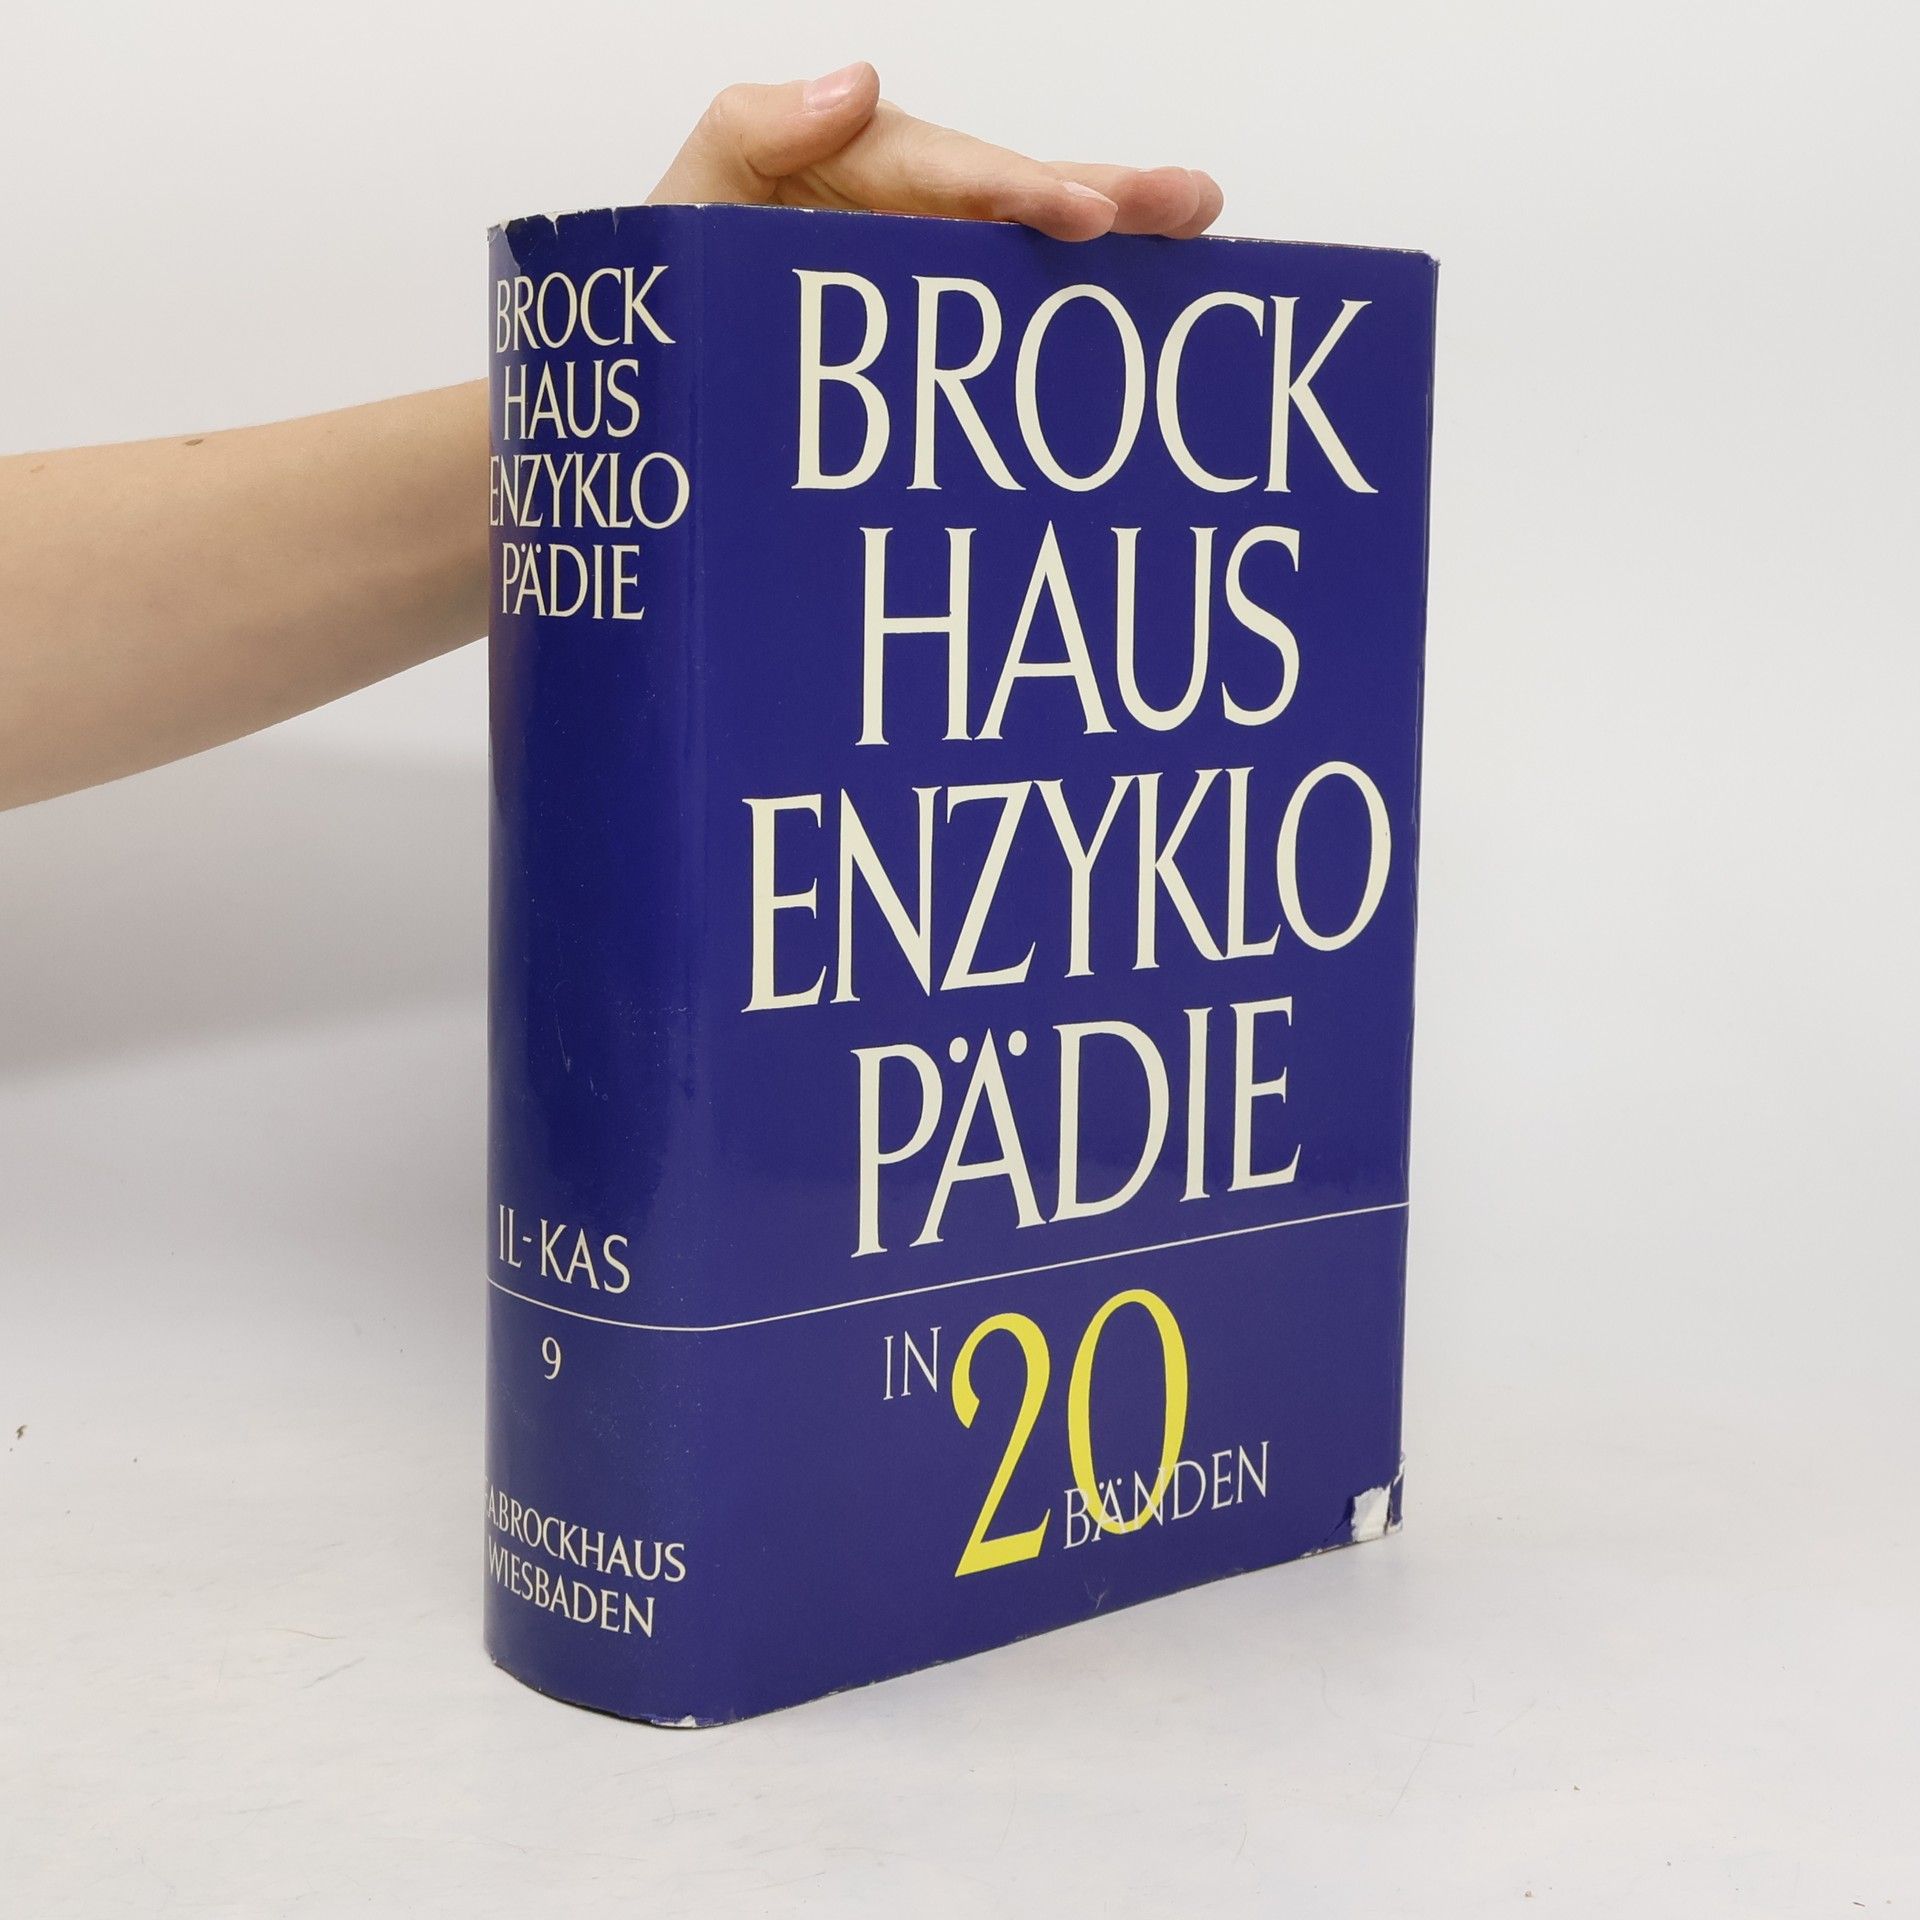 BROCK
HAUS
ENZYKLO
PÄDIE
IL-KAS
9
F.A.BROCKHAUS
WIESBADEN
BROCK
HAUS
ENZYKLO
PÄDIE
IN 20
BÄNDEN